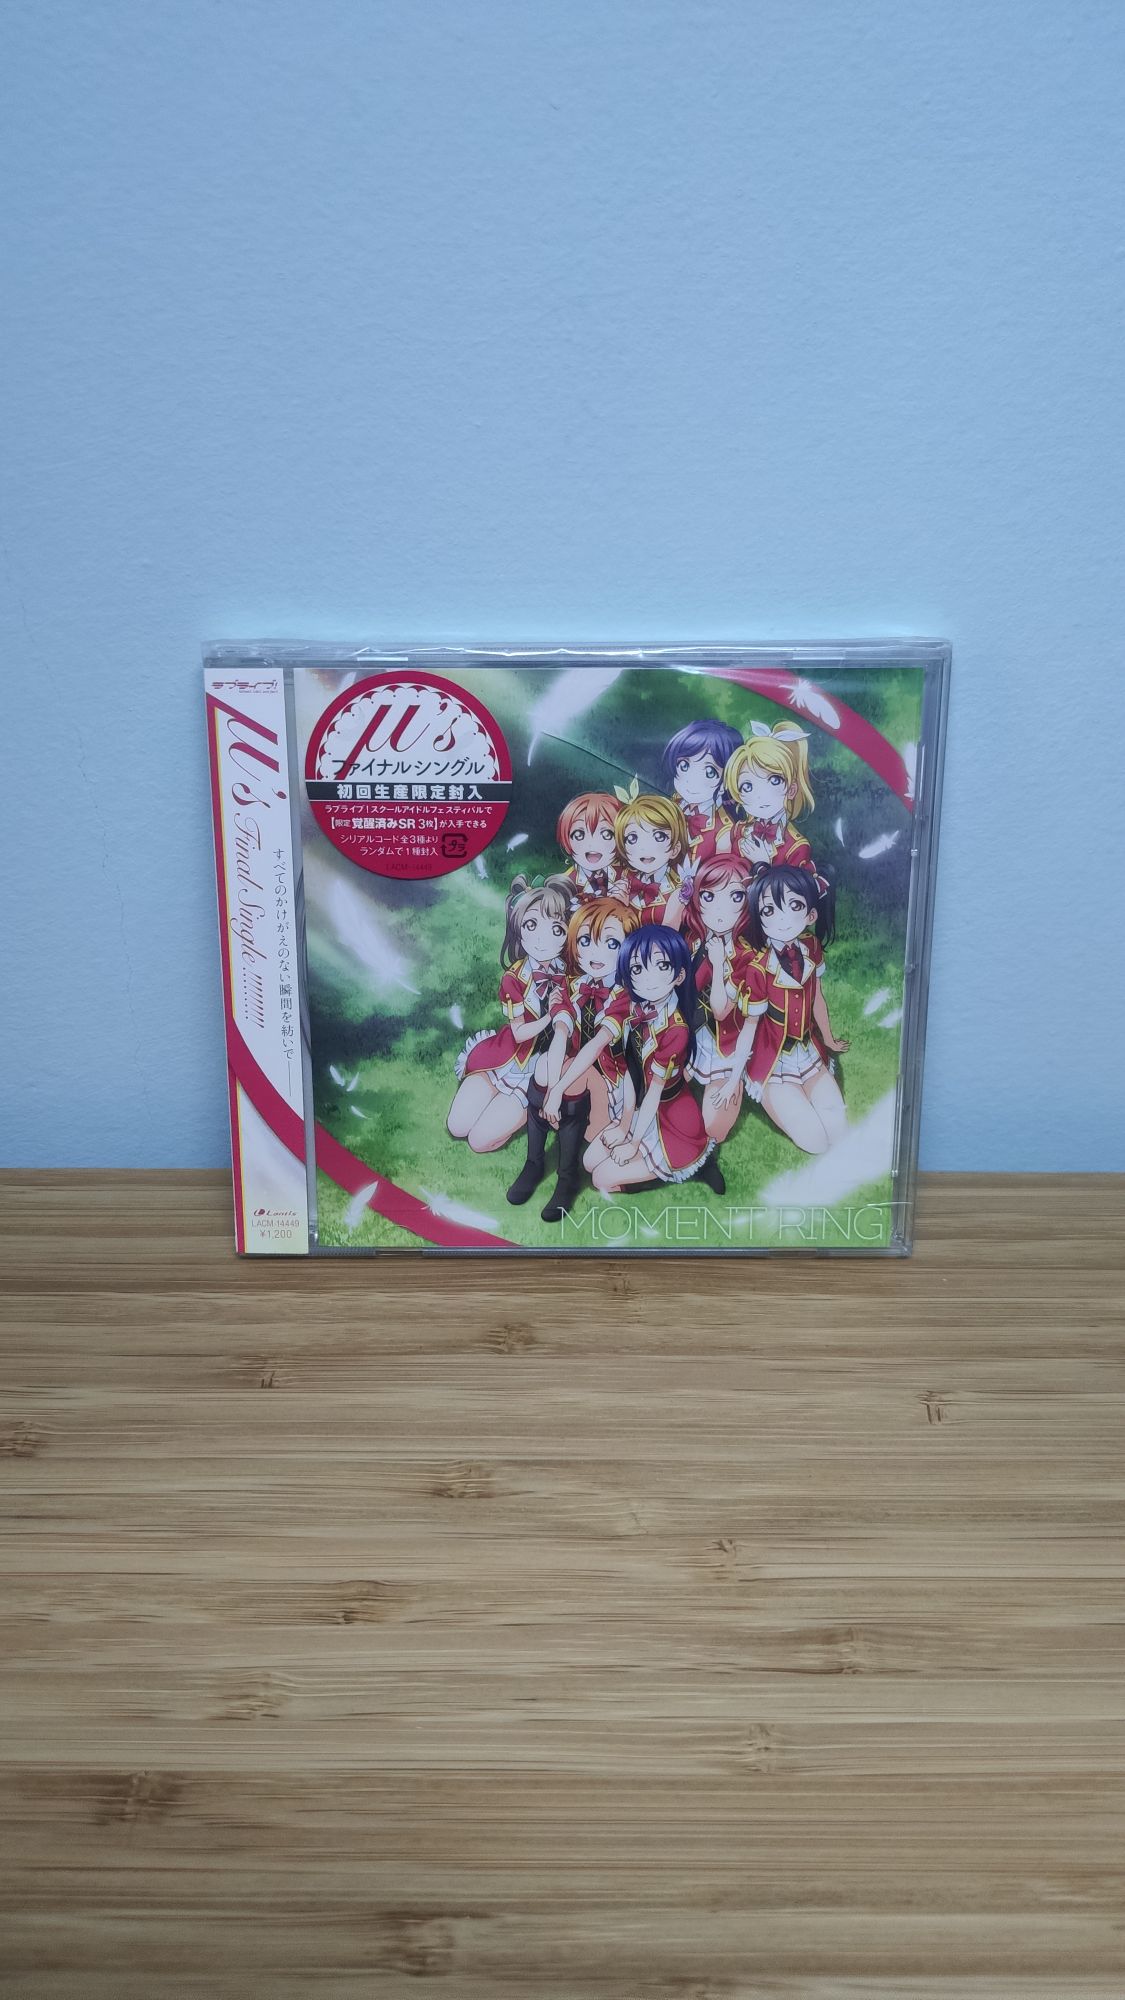 ラブライブ!
μ's Final Single!!!!!!!!!
すべてのかけがえのない瞬間を紡いで――
Lantis
LACM-14449
¥1,200
μ's
ファイナルシングル
初回生産限定封入
ラブライブ!スクールアイドルフェスティバルで
【限定 覚醒済みSR 3枚】が入手できる
シリアルコード全3種より
ランダムで1種封入
プラ
LACM-14449
MOMENT RING